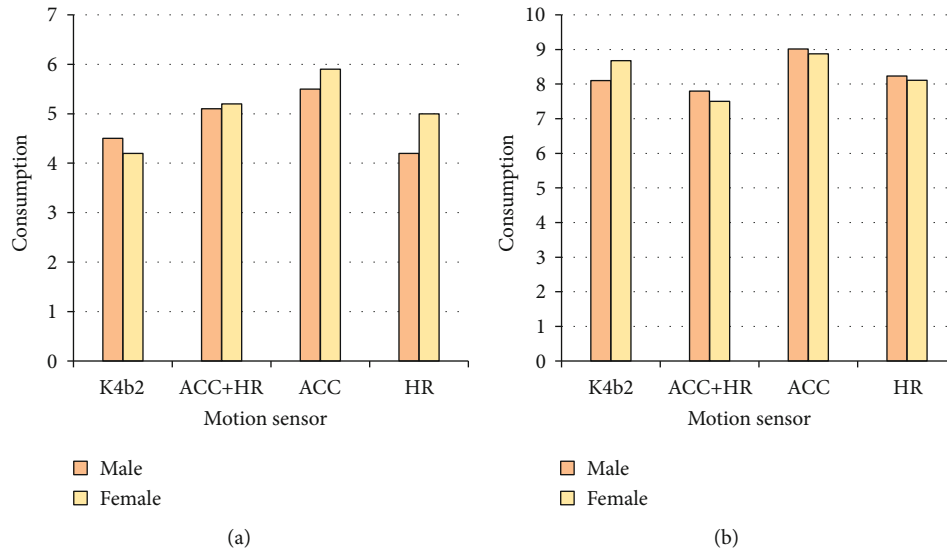 7
6
5
4
3
2
1
0
Consumption
K4b2 ACC+HR ACC HR
Motion sensor
Male
Female
(a)
10
9
8
7
6
5
4
3
2
1
0
Consumption
K4b2 ACC+HR ACC HR
Motion sensor
Male
Female
(b)